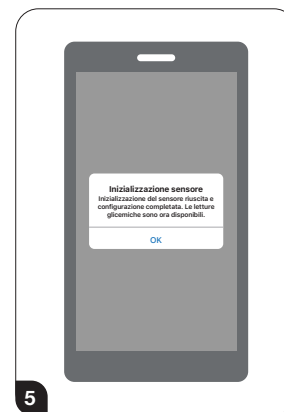 Inizializzazione sensore
Inizializzazione del sensore riuscita e
configurazione completata. Le letture
glicemiche sono ora disponibili.
OK
5